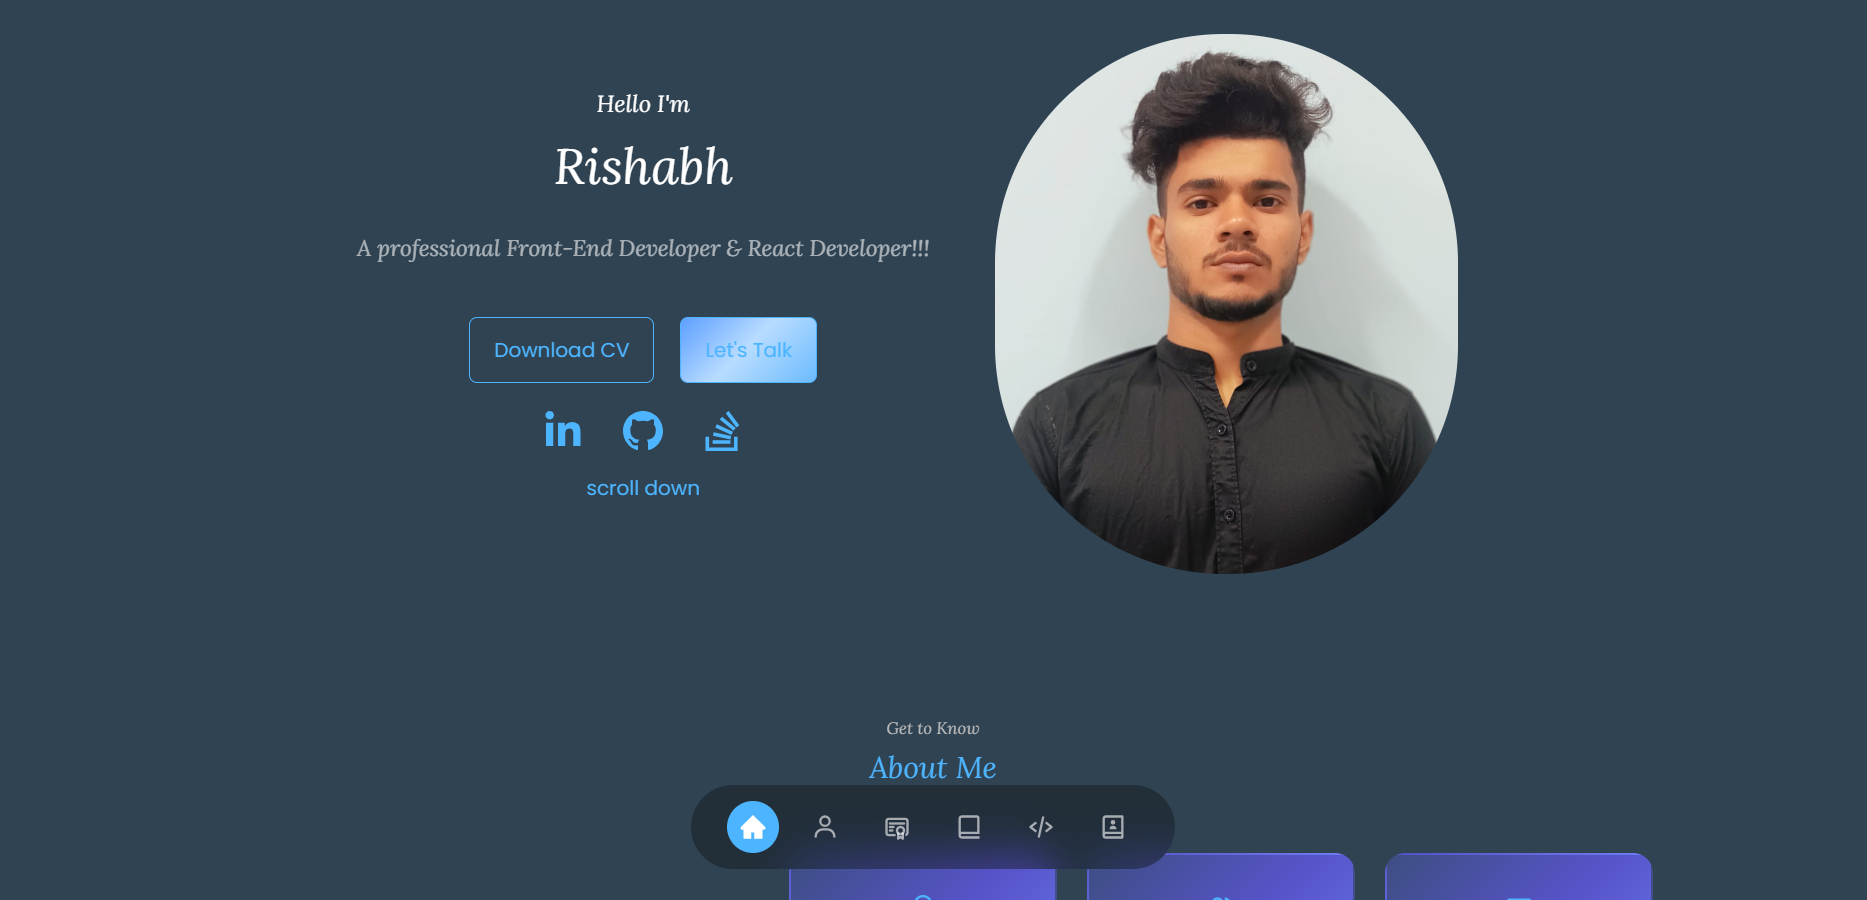 Hello I'm
Rishabh
A professional Front-End Developer & React Developer!!!
Download CV
Let's Talk
scroll down
Get to Know
About Me